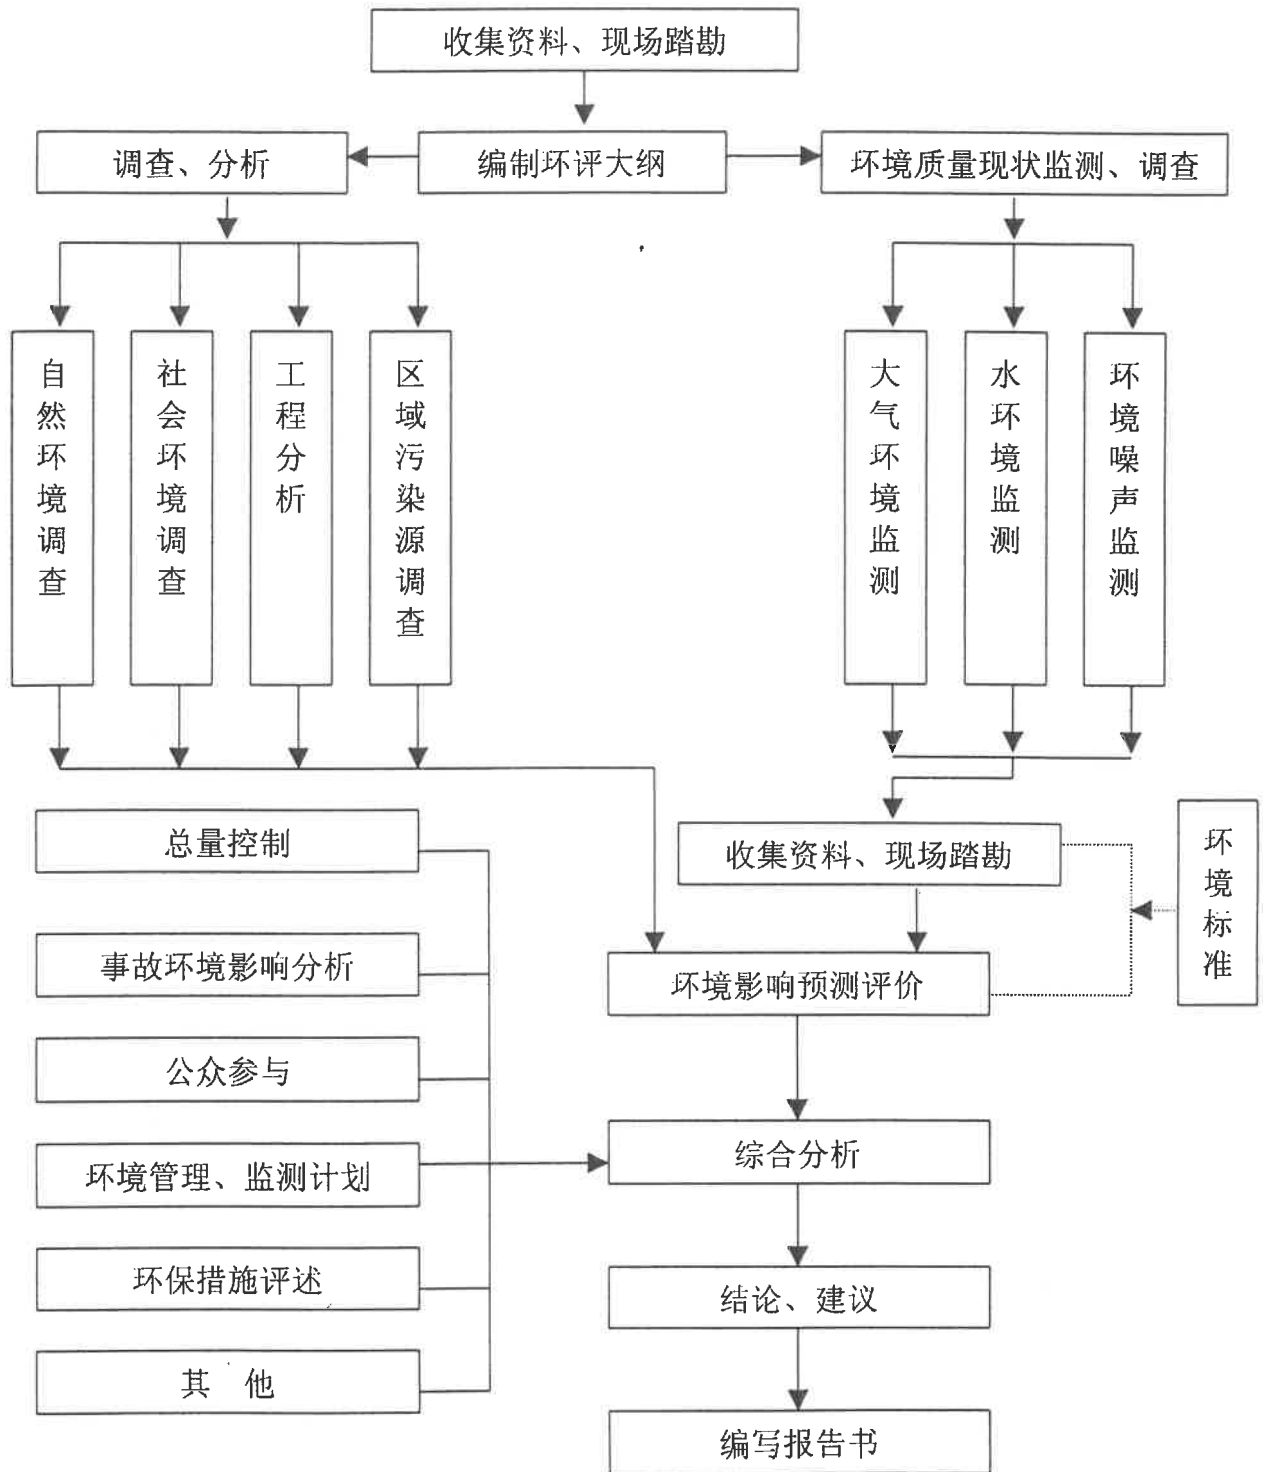 收集资料、现场踏勘
调查、分析
编制环评大纲
环境质量现状监测、调查
自然环境调查
社会环境调查
工程分析
区域污染源调查
大气环境监测
水环境监测
环境噪声监测
总量控制
收集资料、现场踏勘
环境标准
事故环境影响分析
环境影响预测评价
公众参与
环境管理、监测计划
综合分析
环保措施评述
结论、建议
其 他
编写报告书